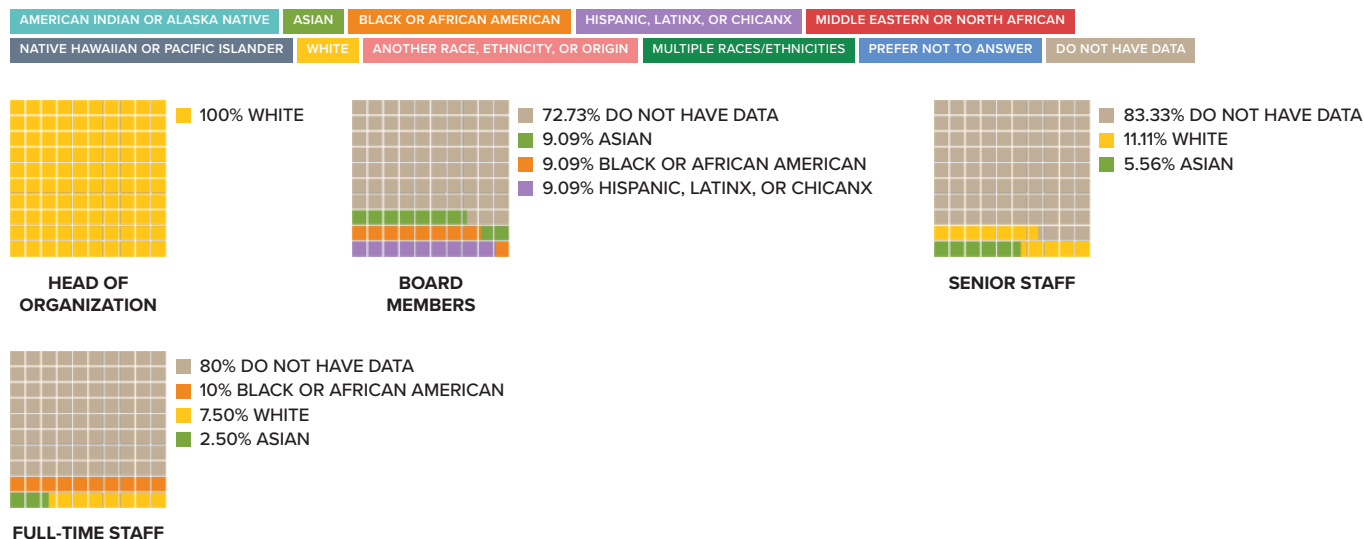 AMERICAN INDIAN OR ALASKA NATIVE ASIAN BLACK OR AFRICAN AMERICAN HISPANIC, LATINX, OR CHICANX MIDDLE EASTERN OR NORTH AFRICAN
NATIVE HAWAIIAN OR PACIFIC ISLANDER WHITE ANOTHER RACE, ETHNICITY, OR ORIGIN MULTIPLE RACES/ETHNICITIES PREFER NOT TO ANSWER DO NOT HAVE DATA
100% WHITE
HEAD OF
ORGANIZATION
72.73% DO NOT HAVE DATA
9.09% ASIAN
9.09% BLACK OR AFRICAN AMERICAN
9.09% HISPANIC, LATINX, OR CHICANX
BOARD
MEMBERS
83.33% DO NOT HAVE DATA
11.11% WHITE
5.56% ASIAN
SENIOR STAFF
80% DO NOT HAVE DATA
10% BLACK OR AFRICAN AMERICAN
7.50% WHITE
2.50% ASIAN
FULL-TIME STAFF